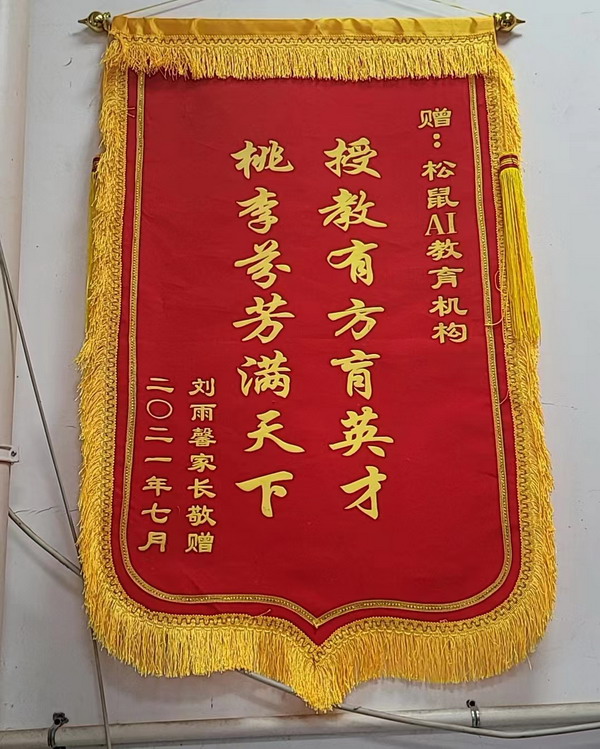 赠：松鼠AI教育机构
授教有方育英才
桃李芬芳满天下
刘雨馨家长敬赠
二〇二一年七月